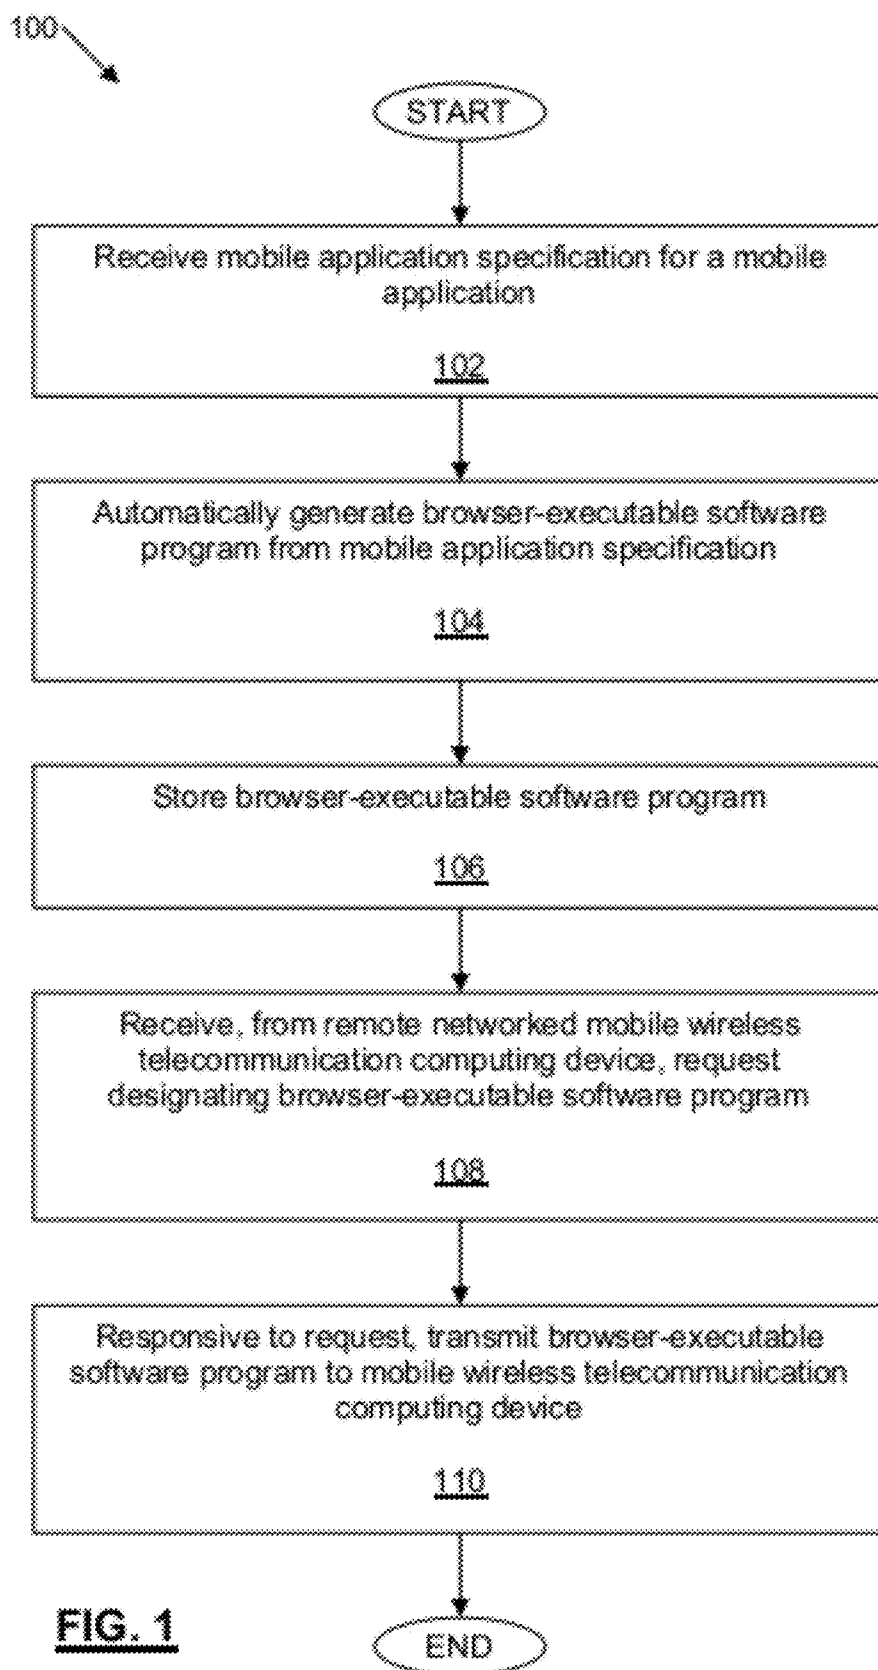 100
START
Receive mobile application specification for a mobile
application
102
Automatically generate browser-executable software
program from mobile application specification
104
Store browser-executable software program
106
Receive, from remote networked mobile wireless
telecommunication computing device, request
designating browser-executable software program
108
Responsive to request, transmit browser-executable
software program to mobile wireless telecommunication
computing device
110
FIG. 1
END